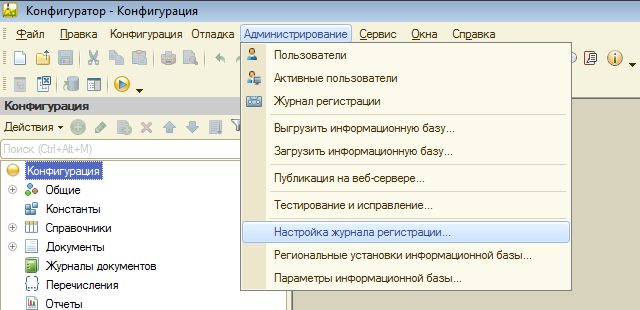 Конфигуратор - Конфигурация
Файл Правка Конфигурация Отладка Администрирование Сервис Окна Справка
Пользователи
Активные пользователи
Журнал регистрации
Выгрузить информационную базу...
Загрузить информационную базу...
Публикация на веб-сервере...
Тестирование и исправление...
Настройка журнала регистрации...
Региональные установки информационной базы...
Параметры информационной базы...
Конфигурация
Действия
Поиск (Ctrl+Alt+M)
Конфигурация
Общие
Константы
Справочники
Документы
Журналы документов
Перечисления
Отчеты